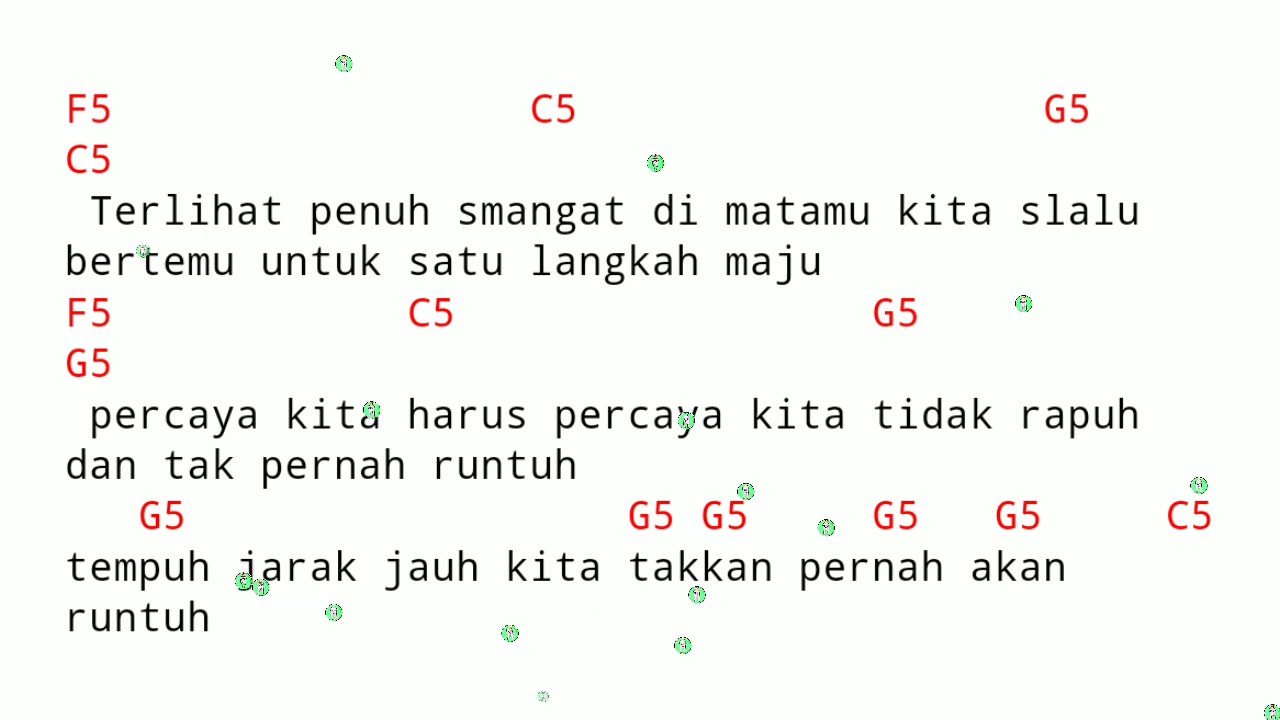 F5 C5 G5
C5
Terlihat penuh smangat di matamu kita slalu
bertemu untuk satu langkah maju
F5 C5 G5
G5
percaya kita harus percaya kita tidak rapuh
dan tak pernah runtuh
G5 G5 G5 G5 G5 C5
tempuh jarak jauh kita takkan pernah akan
runtuh